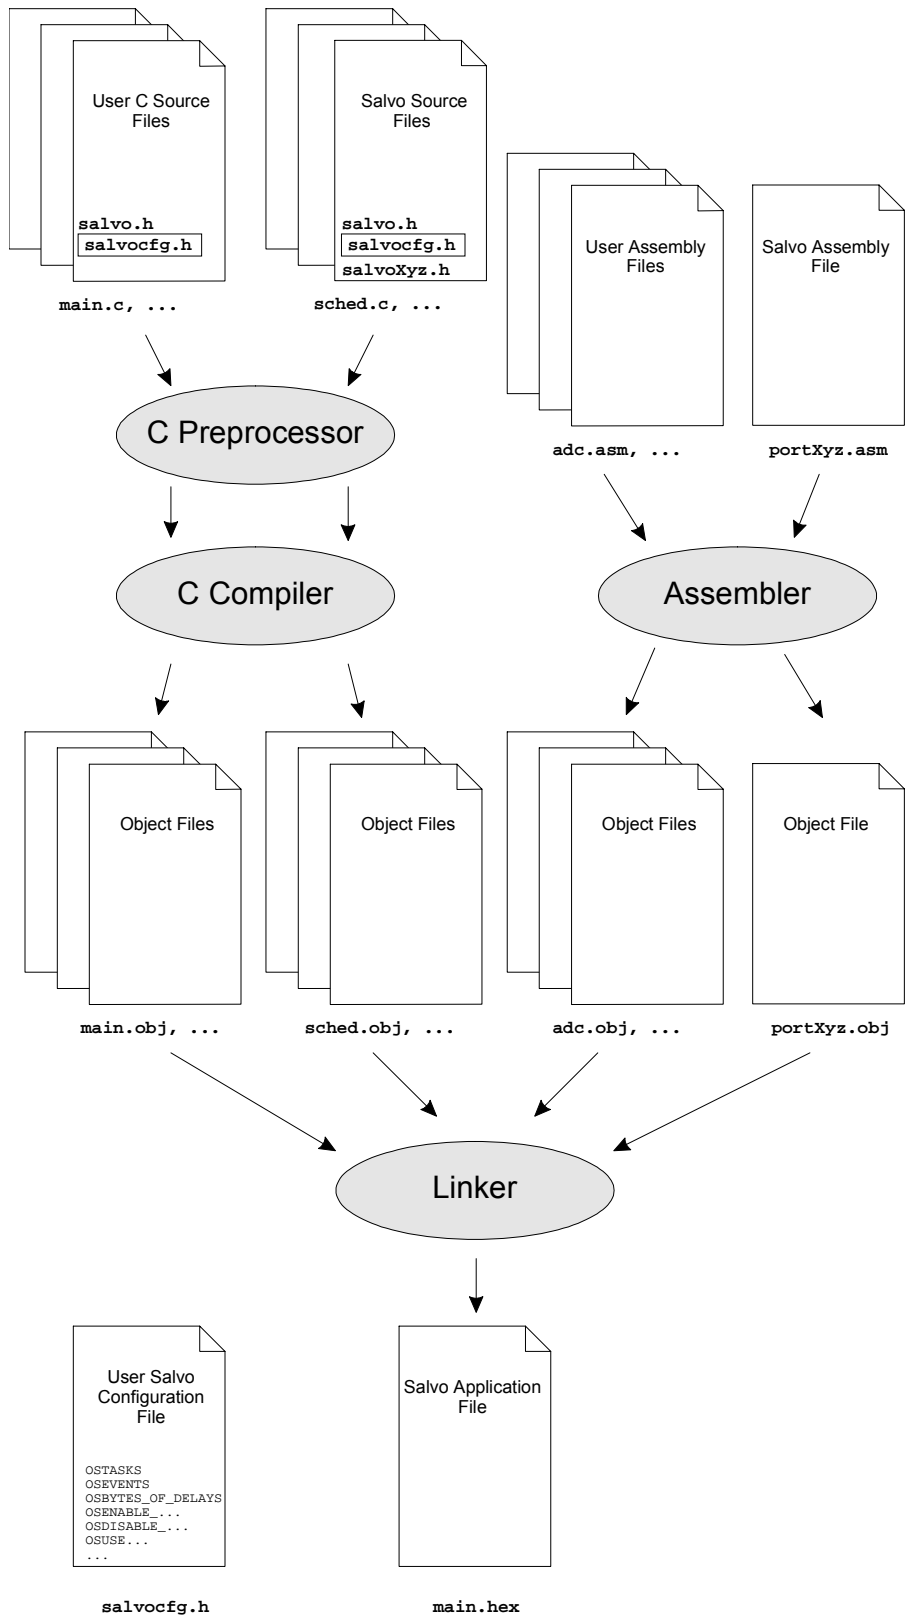 User C Source
Files
salvo.h
salvocfg.h
main.c, ...
Salvo Source
Files
salvo.h
salvocfg.h
salvoXyz.h
sched.c, ...
User Assembly
Files
adc.asm, ...
Salvo Assembly
File
portXyz.asm
C Preprocessor
C Compiler
Assembler
Object Files
main.obj, ...
Object Files
sched.obj, ...
Object Files
adc.obj, ...
Object File
portXyz.obj
Linker
User Salvo
Configuration
File
OSTASKS
OSEVENTS
OSBYTES_OF_DELAYS
OSENABLE_...
OSDISABLE_...
OSUSE...
...
salvocfg.h
Salvo Application
File
main.hex